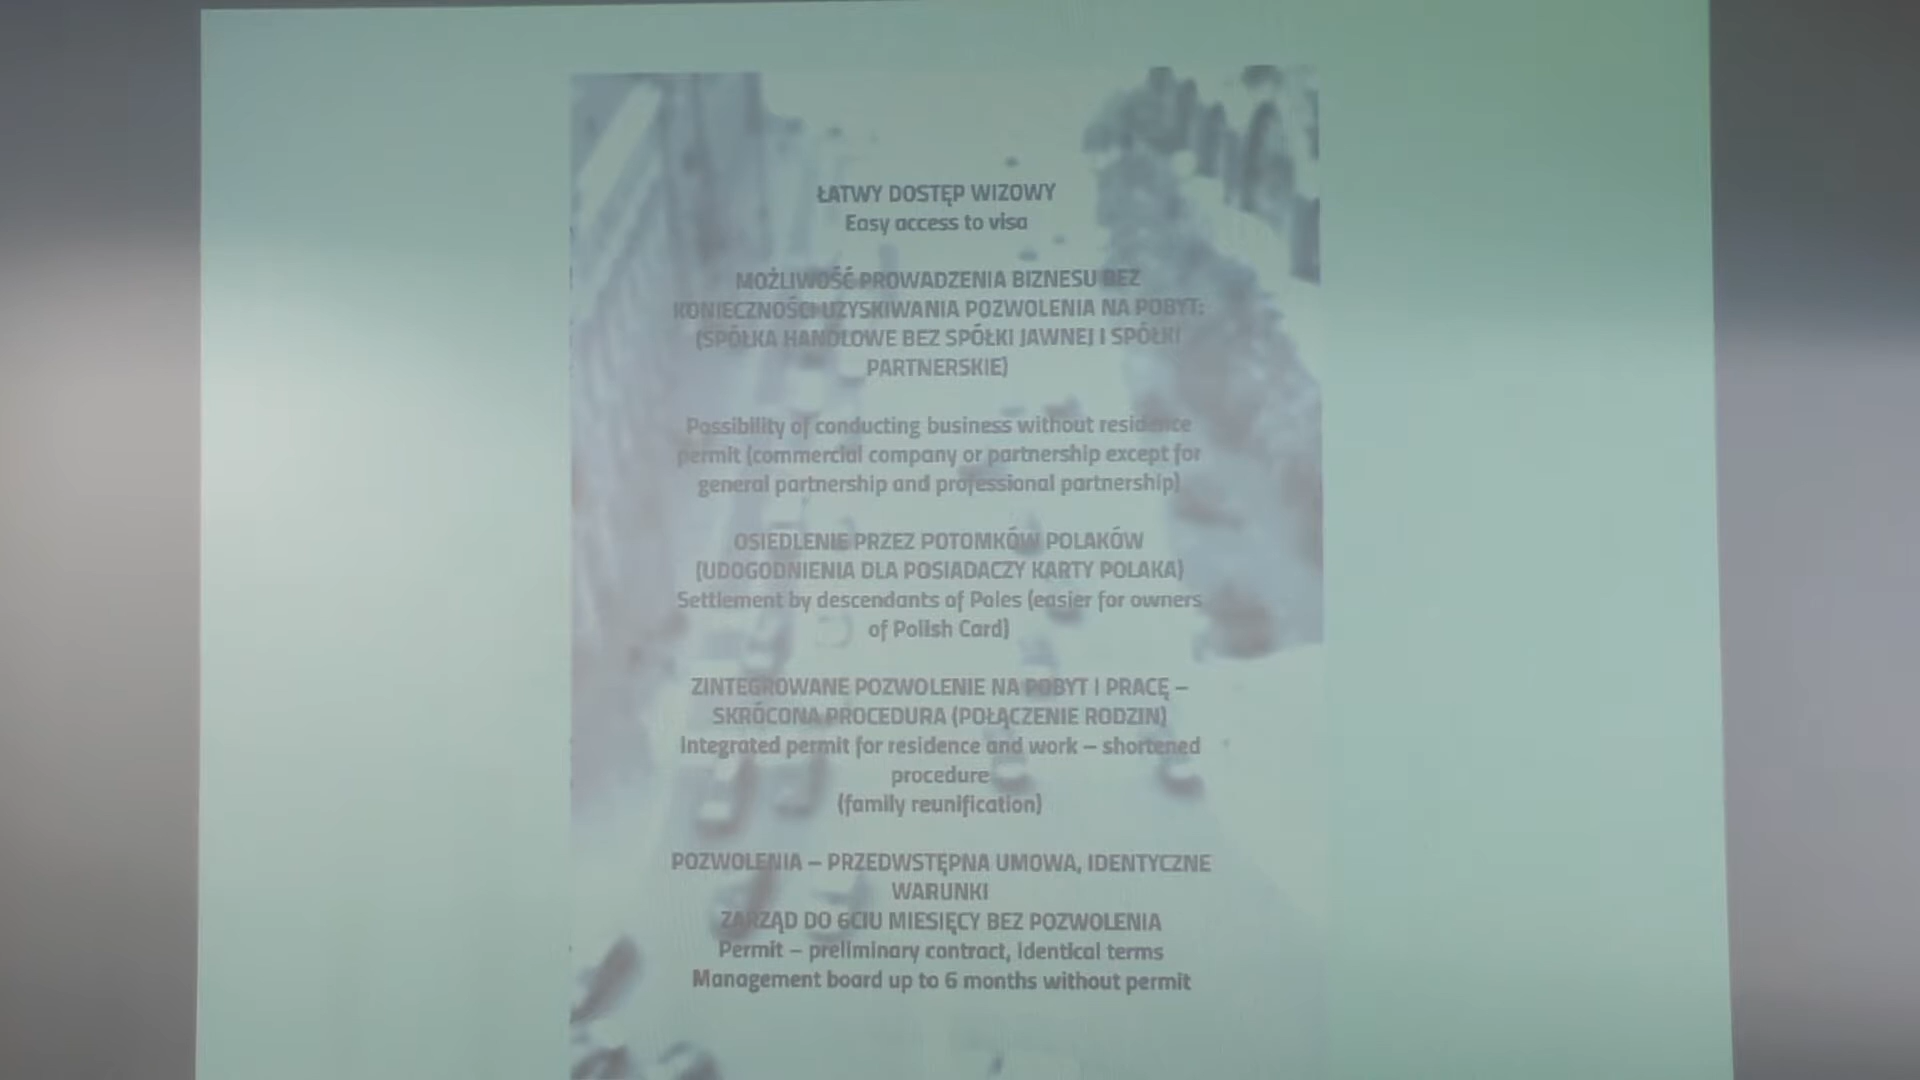 ŁATWY DOSTĘP WIZOWY
Easy access to visa
MOŻLIWOŚĆ PROWADZENIA BIZNESU BEZ
KONIECZNOŚCI UZYSKIWANIA POZWOLENIA NA POBYT:
(SPÓŁKA HANDLOWE BEZ SPÓŁKI JAWNEJ I SPÓŁKI
PARTNERSKIE)
Possibility of conducting business without residence
permit (commercial company or partnership except for
general partnership and professional partnership)
OSIEDLENIE PRZEZ POTOMKÓW POLAKÓW
(UDOGODNIENIA DLA POSIADACZY KARTY POLAKA)
Settlement by descendants of Poles (easier for owners
of Polish Card)
ZINTEGROWANE POZWOLENIE NA POBYT I PRACĘ –
SKRÓCONA PROCEDURA (POŁĄCZENIE RODZIN)
Integrated permit for residence and work – shortened
procedure
(family reunification)
POZWOLENIA – PRZEDWSTĘPNA UMOWA, IDENTYCZNE
WARUNKI
ZARZĄD DO 6CIU MIESIĘCY BEZ POZWOLENIA
Permit – preliminary contract, identical terms
Management board up to 6 months without permit